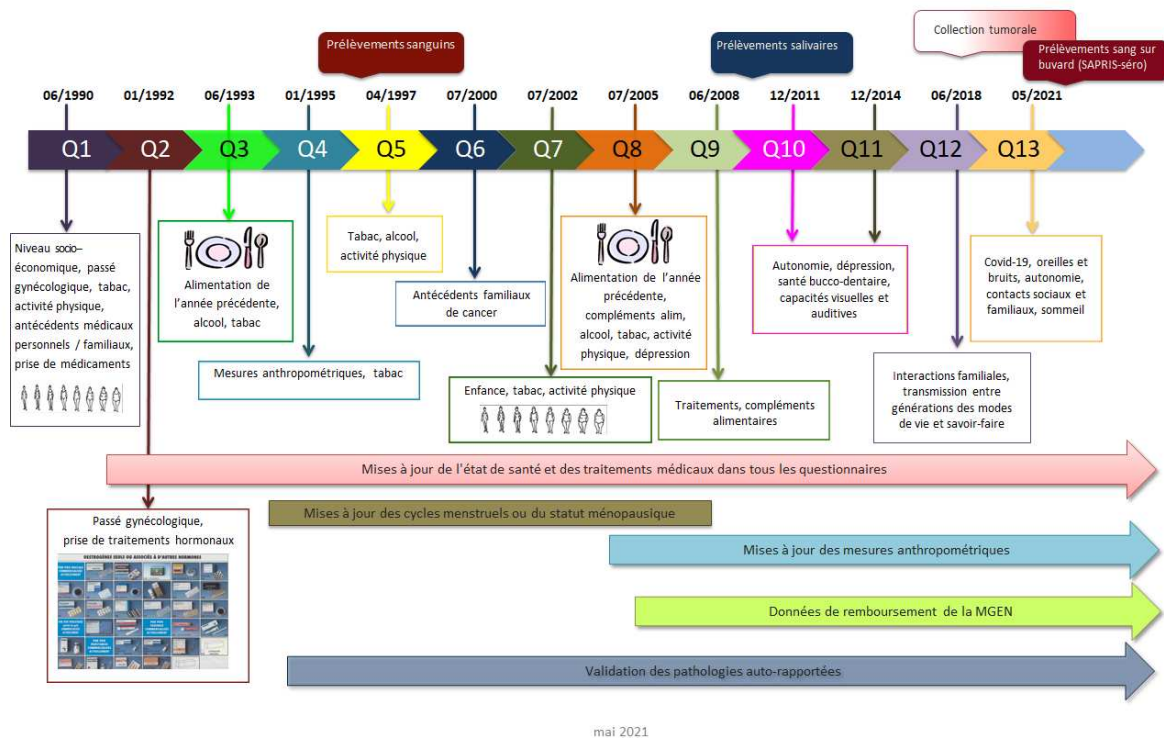 Prélèvements sanguins
Prélèvements salivaires
Collection tumorale
Prélèvements sang sur
buvard (SAPRIS-séro)
06/1990
01/1992
06/1993
01/1995
04/1997
07/2000
07/2002
07/2005
06/2008
12/2011
12/2014
06/2018
05/2021
Q1
Q2
Q3
Q4
Q5
Q6
Q7
Q8
Q9
Q10
Q11
Q12
Q13
Niveau socio-
économique, passé
gynécologique, tabac,
activité physique,
antécédents médicaux
personnels / familiaux,
prise de médicaments
Alimentation de
l'année précédente,
alcool, tabac
Mesures anthropométriques, tabac
Tabac, alcool,
activité physique
Antécédents familiaux
de cancer
Enfance, tabac, activité physique
Alimentation de l'année
précédente,
compléments alim,
alcool, tabac, activité
physique, dépression
Traitements, compléments
alimentaires
Autonomie, dépression,
santé bucco-dentaire,
capacités visuelles et
auditives
Interactions familiales,
transmission entre
générations des modes
de vie et savoir-faire
Covid-19, oreilles et
bruits, autonomie,
contacts sociaux et
familiaux, sommeil
Mises à jour de l'état de santé et des traitements médicaux dans tous les questionnaires
Passé gynécologique,
prise de traitements hormonaux
Mises à jour des cycles menstruels ou du statut ménopausique
Mises à jour des mesures anthropométriques
Données de remboursement de la MGEN
Validation des pathologies auto-rapportées
mai 2021